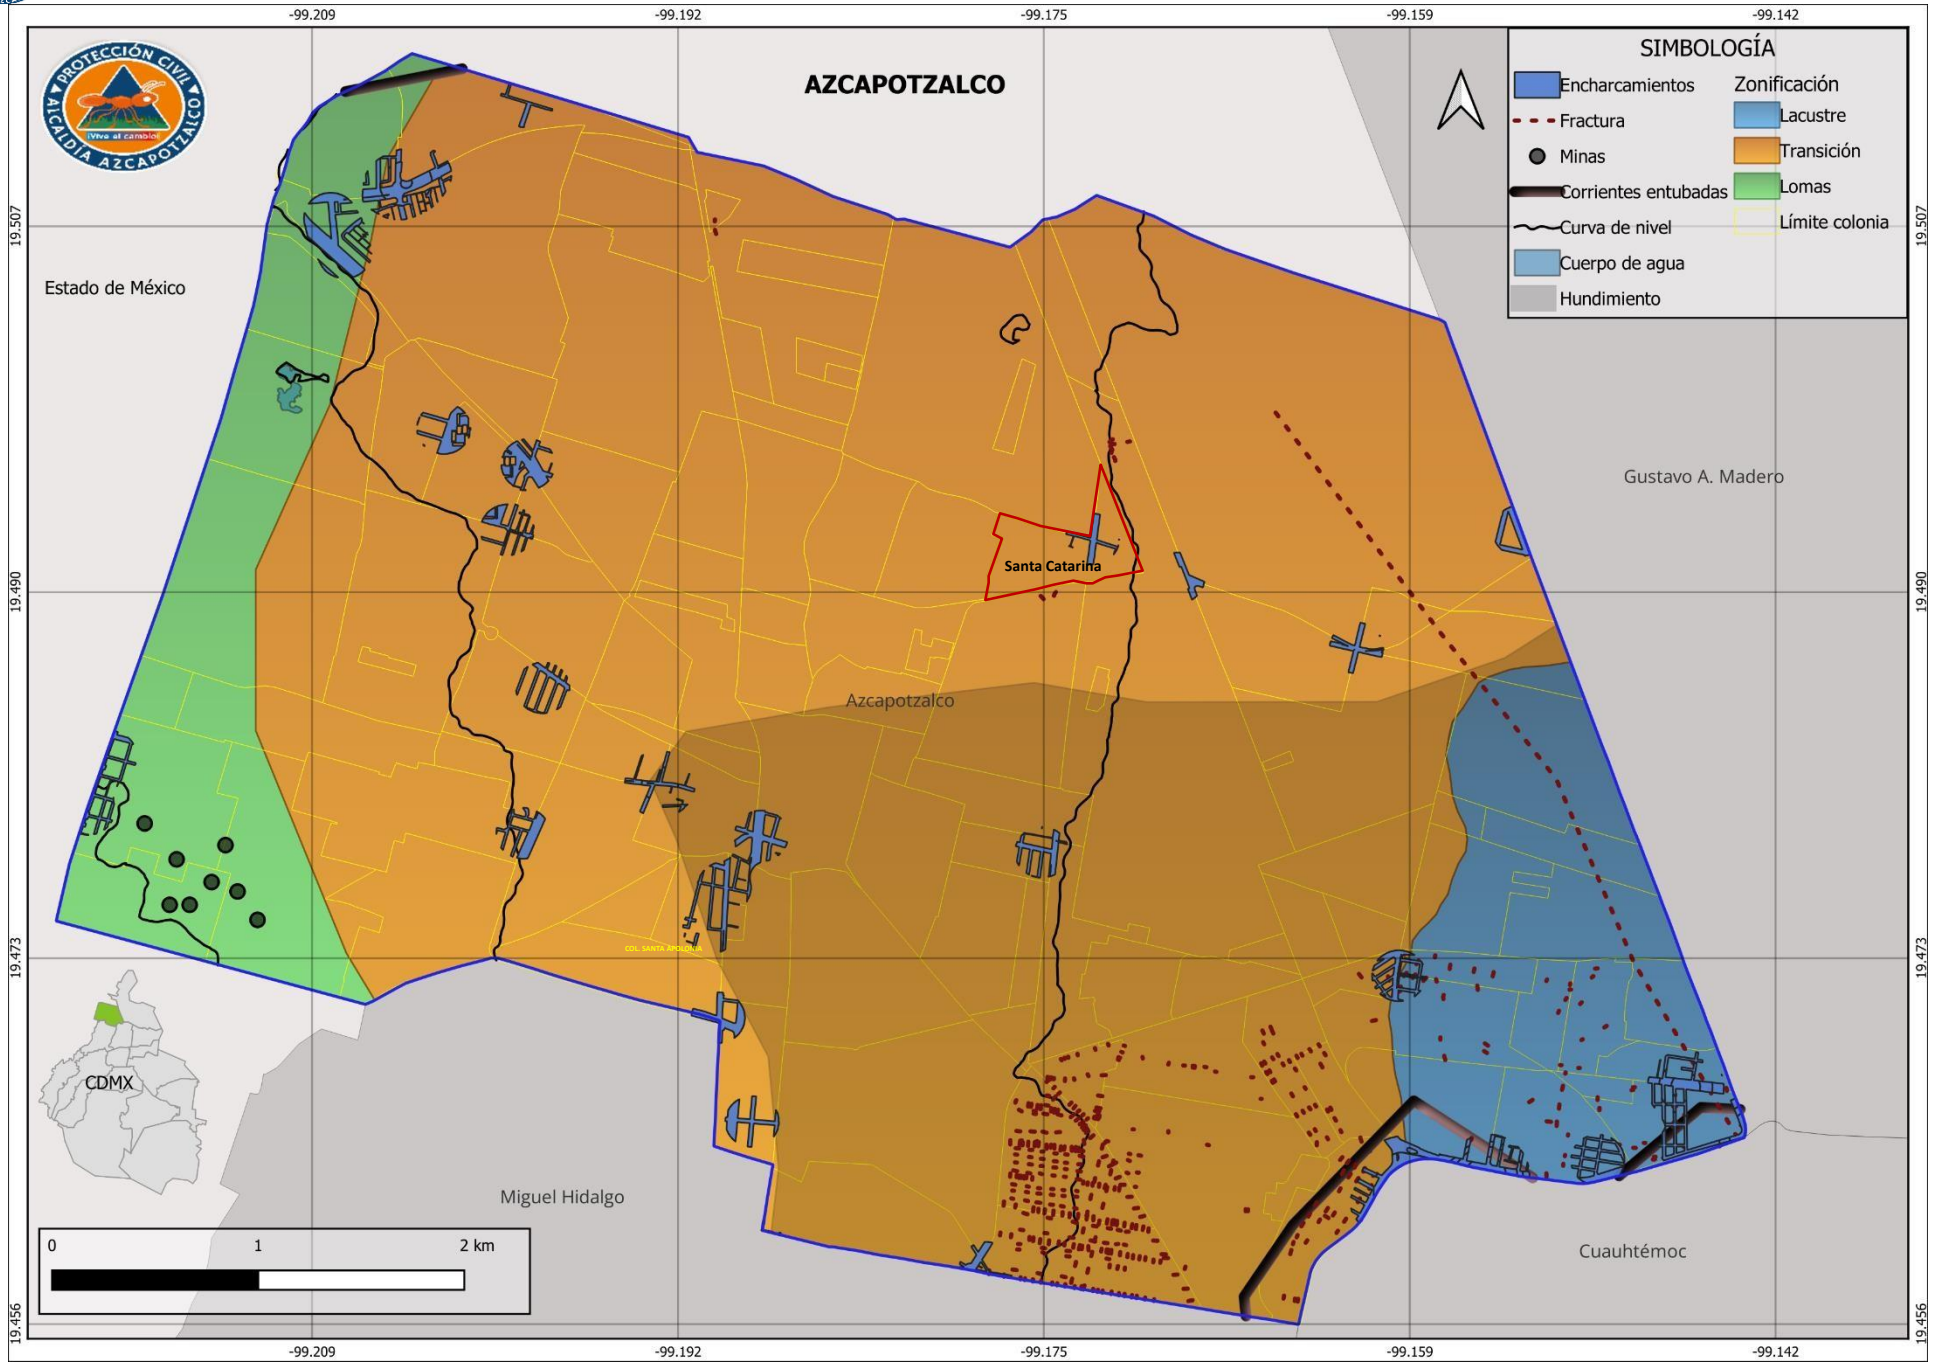 -99.209
-99.192
-99.175
-99.159
-99.142
PROTECCIÓN CIVIL
¡Vive el cambio!
ALCALDÍA AZCAPOTZALCO
AZCAPOTZALCO
SIMBOLOGÍA
Encharcamientos
Fractura
Minas
Corrientes entubadas
Curva de nivel
Cuerpo de agua
Hundimiento
Zonificación
Lacustre
Transición
Lomas
Límite colonia
19.507
19.507
Estado de México
Gustavo A. Madero
Santa Catarina
19.490
19.490
Azcapotzalco
COL. SANTA APOLONIA
19.473
19.473
CDMX
Miguel Hidalgo
Cuauhtémoc
0 1 2 km
19.456
19.456
-99.209
-99.192
-99.175
-99.159
-99.142